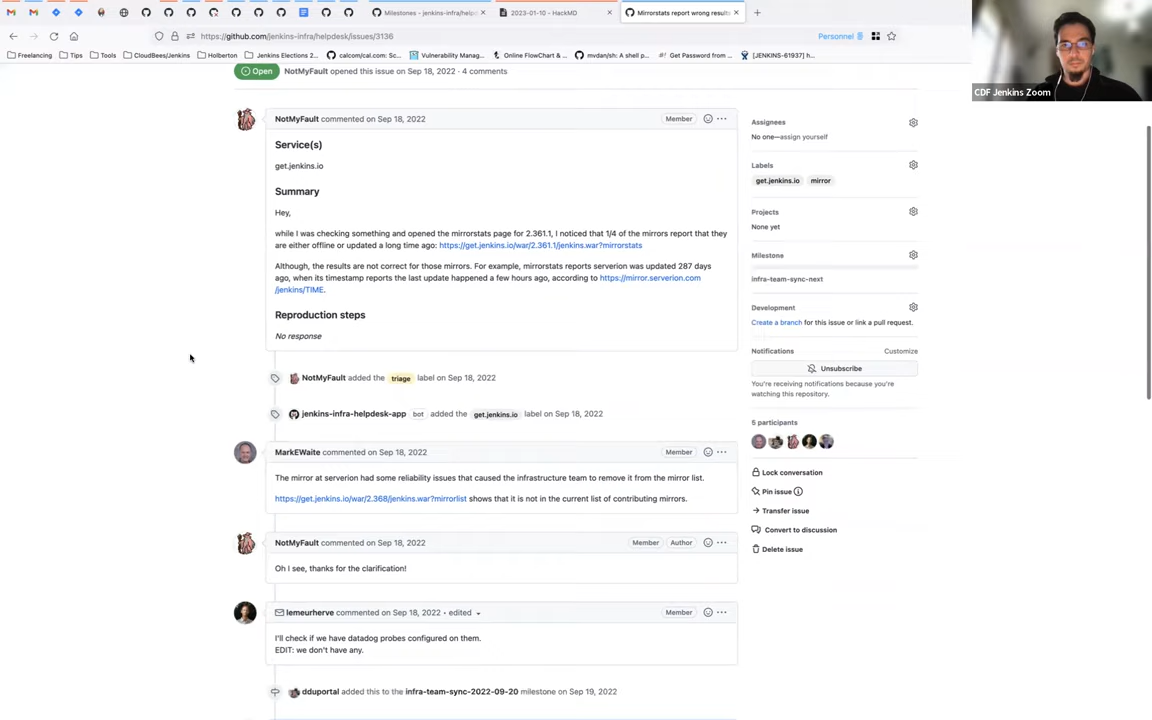 Milestones - jenkins-infra/help
2023-01-10 - HackMD
Mirrorstats report wrong result
https://github.com/jenkins-infra/helpdesk/issues/3136
Personnel
Freelancing
Tips
Tools
CloudBees/Jenkins
Holberton
Jenkins Elections 2...
calcom/cal.com: Sc...
Vulnerability Manag...
Online FlowChart & ...
mvdan/sh: A shell p...
Get Password from ...
[JENKINS-61937] h...
CDF Jenkins Zoom
Open
NotMyFault opened this issue on Sep 18, 2022 · 4 comments
NotMyFault commented on Sep 18, 2022
Member
Service(s)
get.jenkins.io
Summary
Hey,
while I was checking something and opened the mirrorstats page for 2.361.1, I noticed that 1/4 of the mirrors report that they
are either offline or updated a long time ago: https://get.jenkins.io/war/2.361.1/jenkins.war?mirrorstats
Although, the results are not correct for those mirrors. For example, mirrorstats reports serverion was updated 287 days
ago, when its timestamp reports the last update happened a few hours ago, according to https://mirror.serverion.com
/jenkins/TIME.
Reproduction steps
No response
NotMyFault added the triage label on Sep 18, 2022
jenkins-infra-helpdesk-app bot added the get.jenkins.io label on Sep 18, 2022
MarkEWaite commented on Sep 18, 2022
Member
The mirror at serverion had some reliability issues that caused the infrastructure team to remove it from the mirror list.
https://get.jenkins.io/war/2.368/jenkins.war?mirrorlist shows that it is not in the current list of contributing mirrors.
NotMyFault commented on Sep 18, 2022
Member
Author
Oh I see, thanks for the clarification!
lemeurherve commented on Sep 18, 2022 • edited
Member
I'll check if we have datadog probes configured on them.
EDIT: we don't have any.
dduportal added this to the infra-team-sync-2022-09-20 milestone on Sep 19, 2022
Assignees
No one—assign yourself
Labels
get.jenkins.io
mirror
Projects
None yet
Milestone
infra-team-sync-next
Development
Create a branch for this issue or link a pull request.
Notifications
Customize
Unsubscribe
You're receiving notifications because you're
watching this repository.
5 participants
Lock conversation
Pin issue
Transfer issue
Convert to discussion
Delete issue